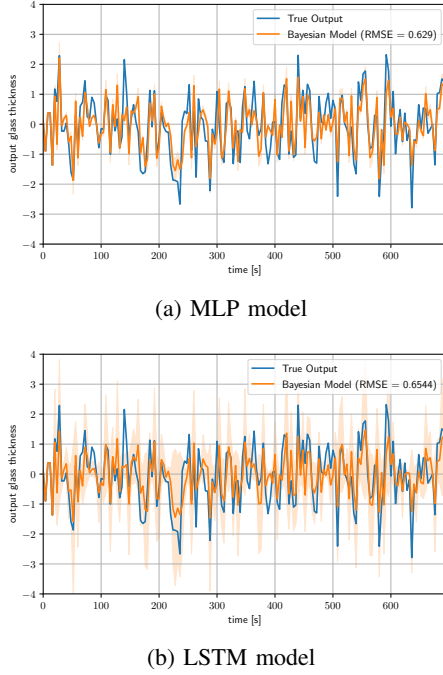 True Output
Bayesian Model (RMSE = 0.629)
4
3
2
1
0
−1
−2
−3
−4
output glass thickness
0 100 200 300 400 500 600
time [s]
(a) MLP model
True Output
Bayesian Model (RMSE = 0.6544)
4
3
2
1
0
−1
−2
−3
−4
output glass thickness
0 100 200 300 400 500 600
time [s]
(b) LSTM model